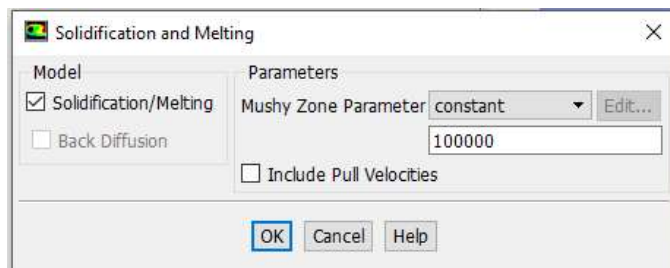 Solidification and Melting
Model
Solidification/Melting
Back Diffusion
Parameters
Mushy Zone Parameter constant Edit...
100000
Include Pull Velocities
OK Cancel Help